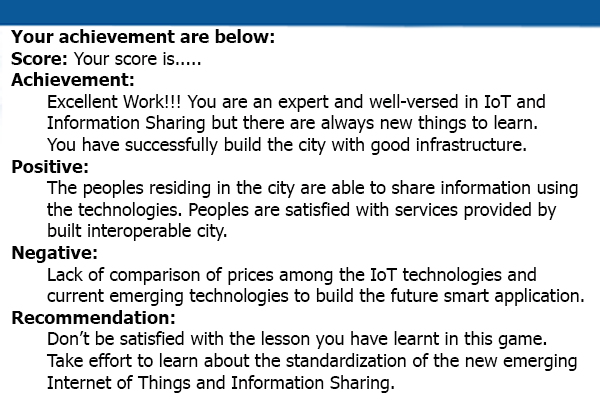 Your achievement are below:
Score: Your score is.....
Achievement:
Excellent Work!!! You are an expert and well-versed in IoT and
Information Sharing but there are always new things to learn.
You have successfully build the city with good infrastructure.
Positive:
The peoples residing in the city are able to share information using
the technologies. Peoples are satisfied with services provided by
built interoperable city.
Negative:
Lack of comparison of prices among the IoT technologies and
current emerging technologies to build the future smart application.
Recommendation:
Don’t be satisfied with the lesson you have learnt in this game.
Take effort to learn about the standardization of the new emerging
Internet of Things and Information Sharing.